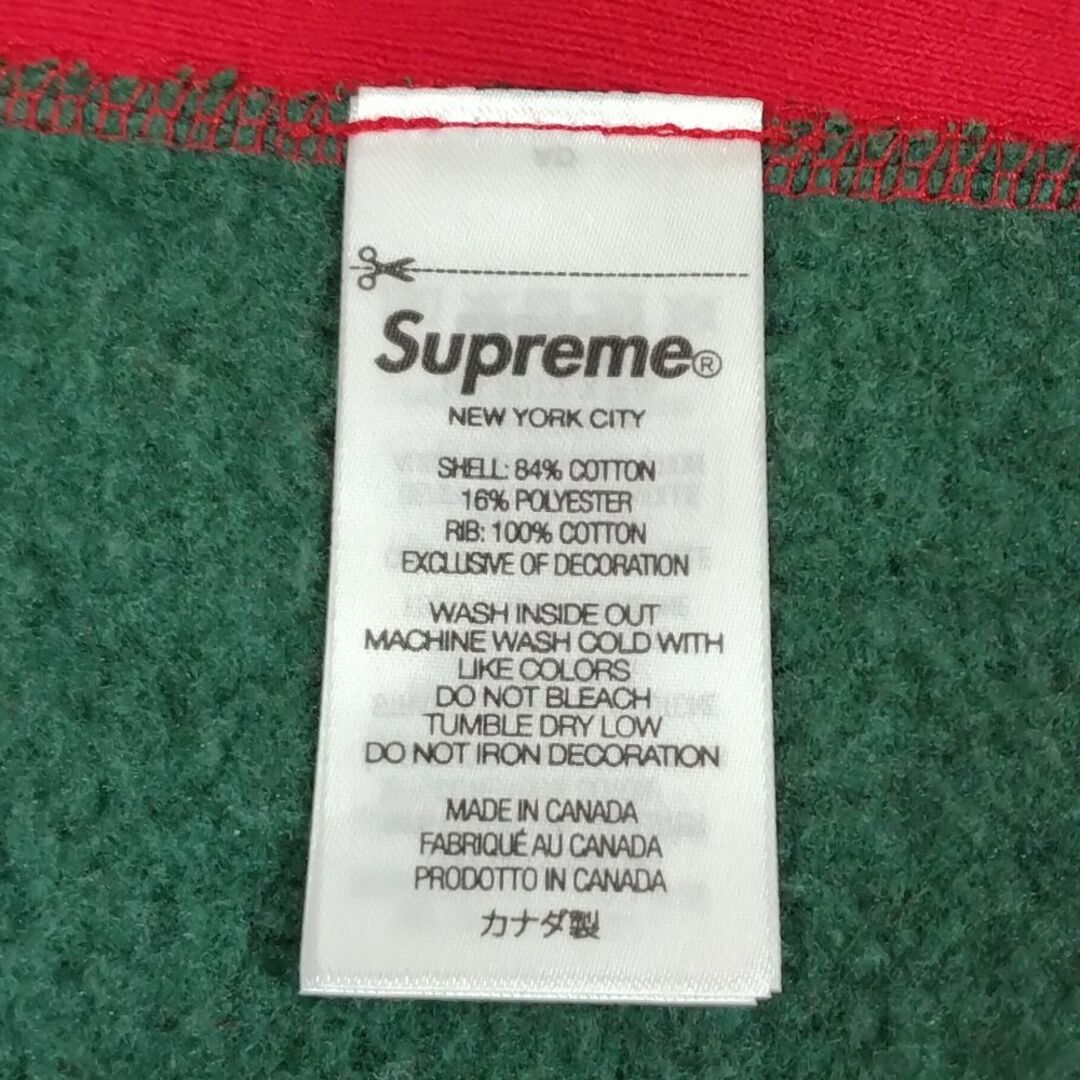 Supreme®
NEW YORK CITY
SHELL: 84% COTTON
16% POLYESTER
RIB: 100% COTTON
EXCLUSIVE OF DECORATION
WASH INSIDE OUT
MACHINE WASH COLD WITH
LIKE COLORS
DO NOT BLEACH
TUMBLE DRY LOW
DO NOT IRON DECORATION
MADE IN CANADA
FABRIQUÉ AU CANADA
PRODOTTO IN CANADA
カナダ製